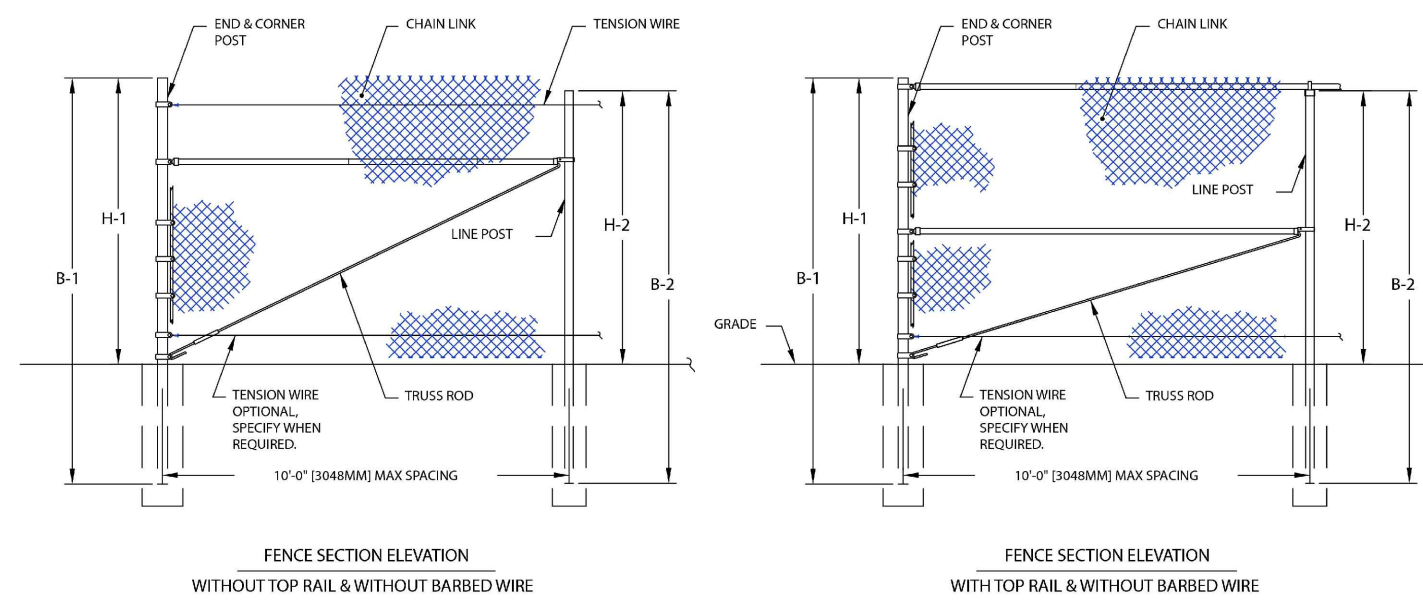 END & CORNER
POST
CHAIN LINK
TENSION WIRE
H-1
B-1
LINE POST
H-2
B-2
TENSION WIRE
OPTIONAL,
SPECIFY WHEN
REQUIRED.
TRUSS ROD
10'-0" [3048MM] MAX SPACING
FENCE SECTION ELEVATION
WITHOUT TOP RAIL & WITHOUT BARBED WIRE
END & CORNER
POST
CHAIN LINK
LINE POST
H-1
H-2
B-1
B-2
GRADE
TENSION WIRE
OPTIONAL,
SPECIFY WHEN
REQUIRED.
TRUSS ROD
10'-0" [3048MM] MAX SPACING
FENCE SECTION ELEVATION
WITH TOP RAIL & WITHOUT BARBED WIRE